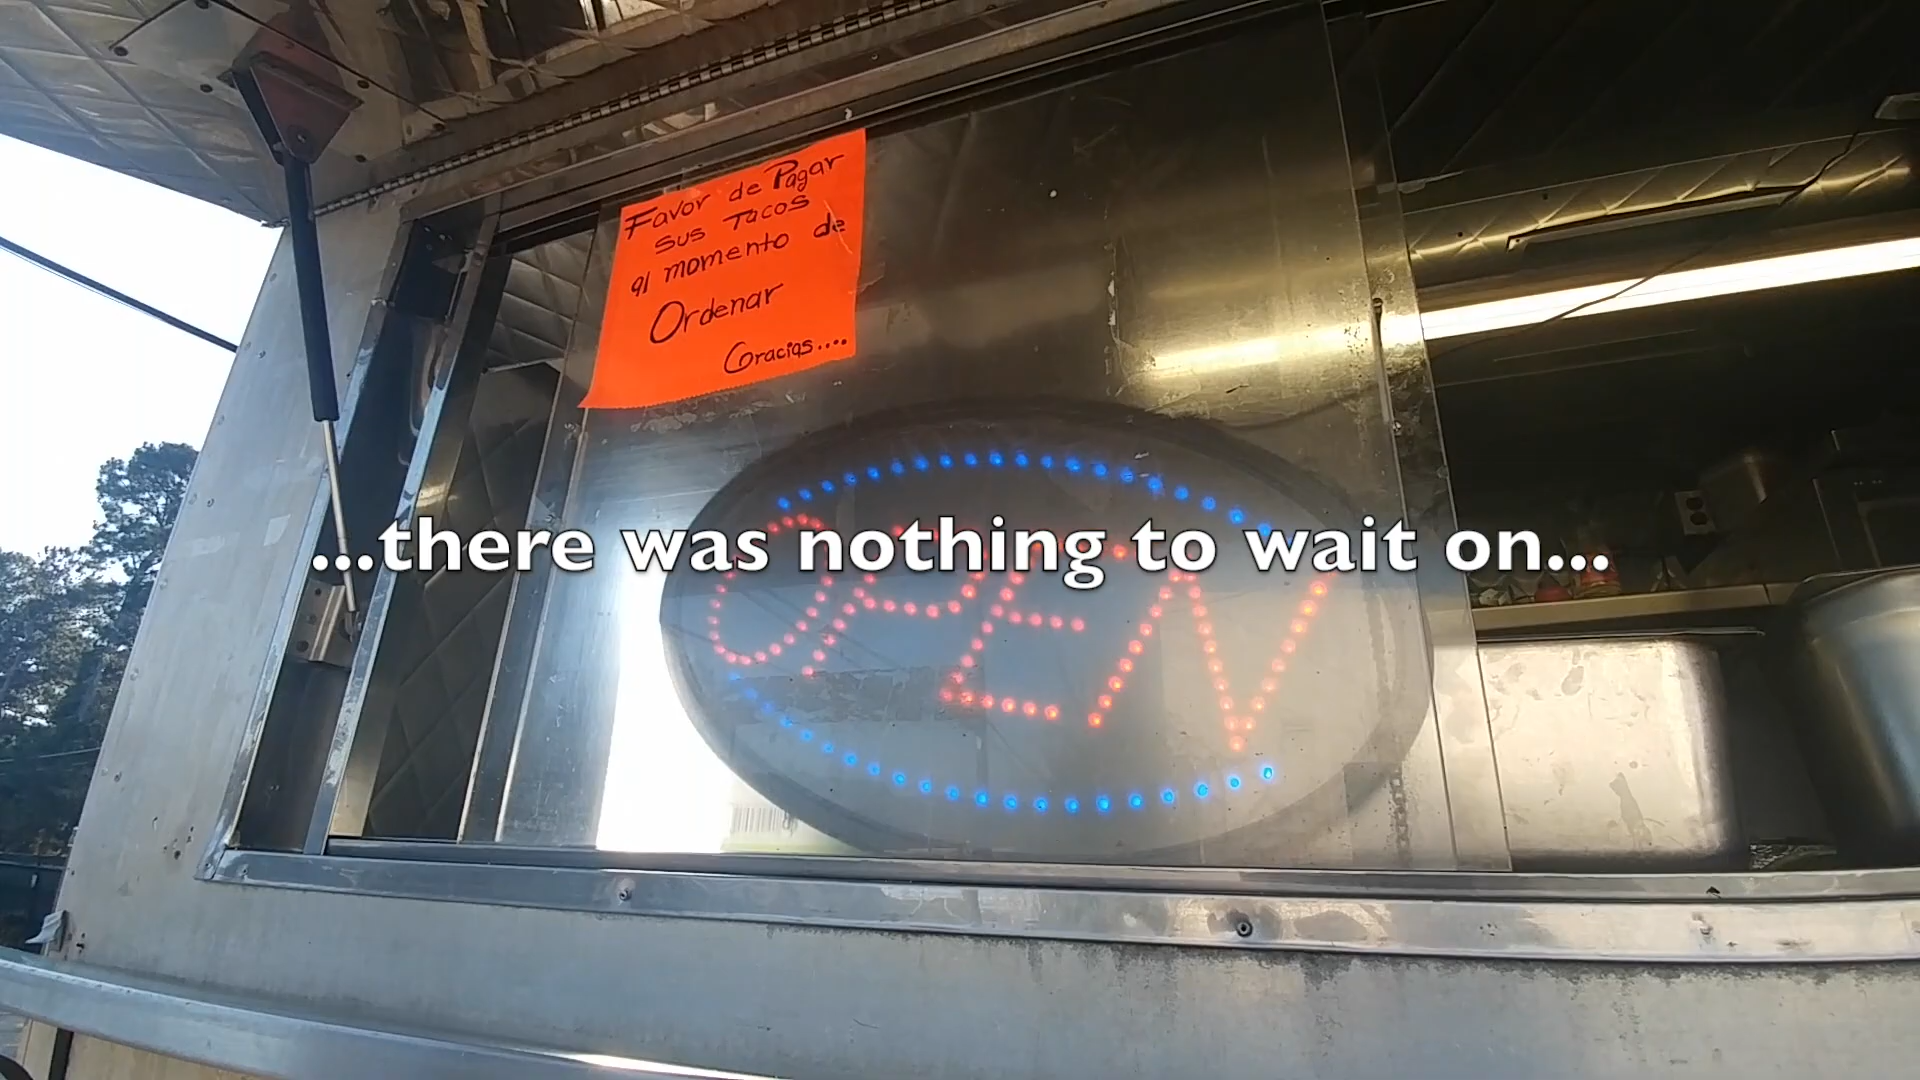 Favor de Pagar
sus Tacos
al momento de
Ordenar
Gracias....
...there was nothing to wait on...
OPEN